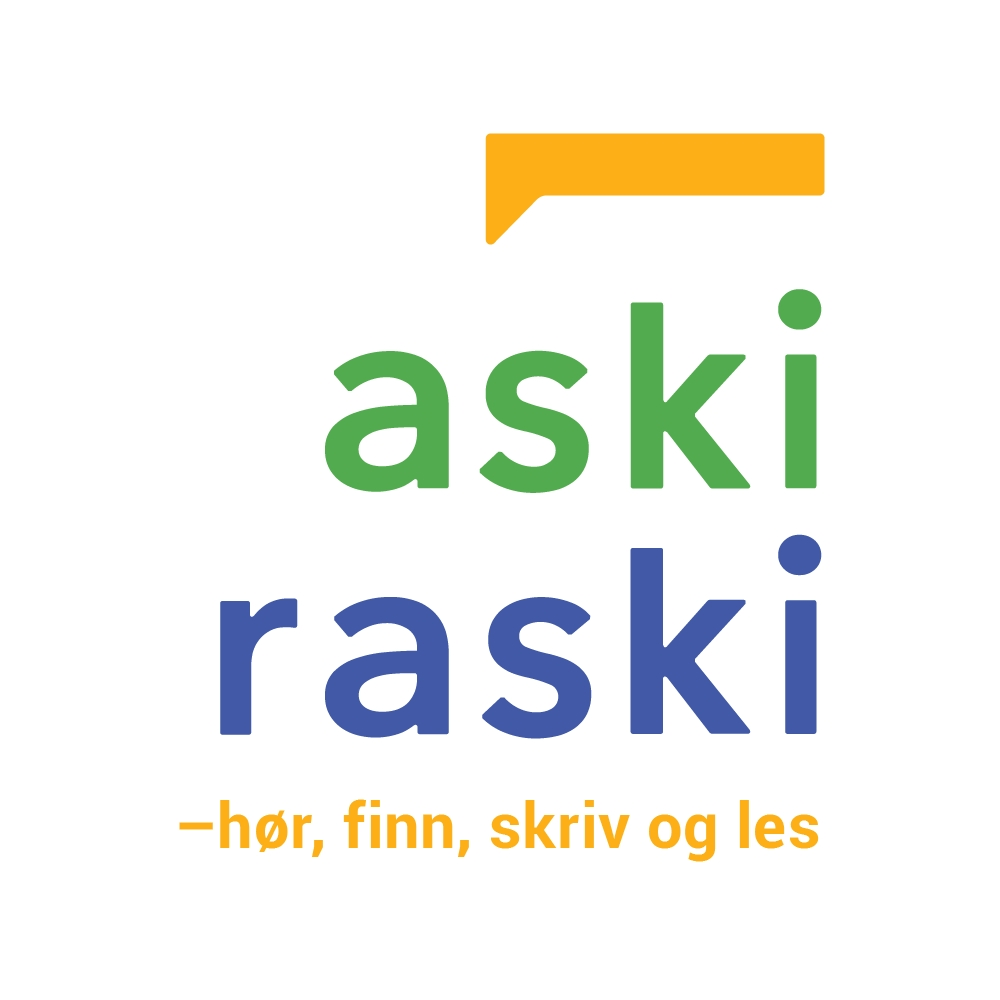 aski
raski
–hør, finn, skriv og les